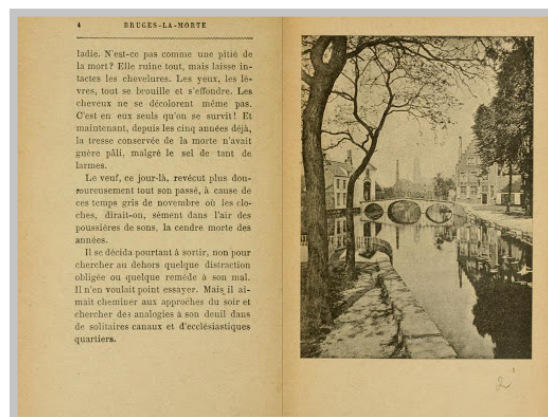 4 BRUGES-LA-MORTE
ladie. N'est-ce pas comme une pitié de
la mort? Elle ruine tout, mais laisse in-
tactes les chevelures. Les yeux, les lè-
vres, tout se brouille et s'effondre. Les
cheveux ne se décolorent même pas.
C'est en eux seuls qu'on se survit! Et
maintenant, depuis les cinq années déjà,
la tresse conservée de la morte n'avait
guère pâli, malgré le sel de tant de
larmes.
Le veuf, ce jour-là, revécut plus dou-
loureusement tout son passé, à cause de
ces temps gris de novembre où les clo-
ches, dirait-on, sèment dans l'air des
poussières de sons, la cendre morte des
années.
Il se décida pourtant à sortir, non pour
chercher au dehors quelque distraction
obligée ou quelque remède à son mal.
Il n'en voulait point essayer. Mais il ai-
mait cheminer aux approches du soir et
chercher des analogies à son deuil dans
de solitaires canaux et d'ecclésiastiques
quartiers.